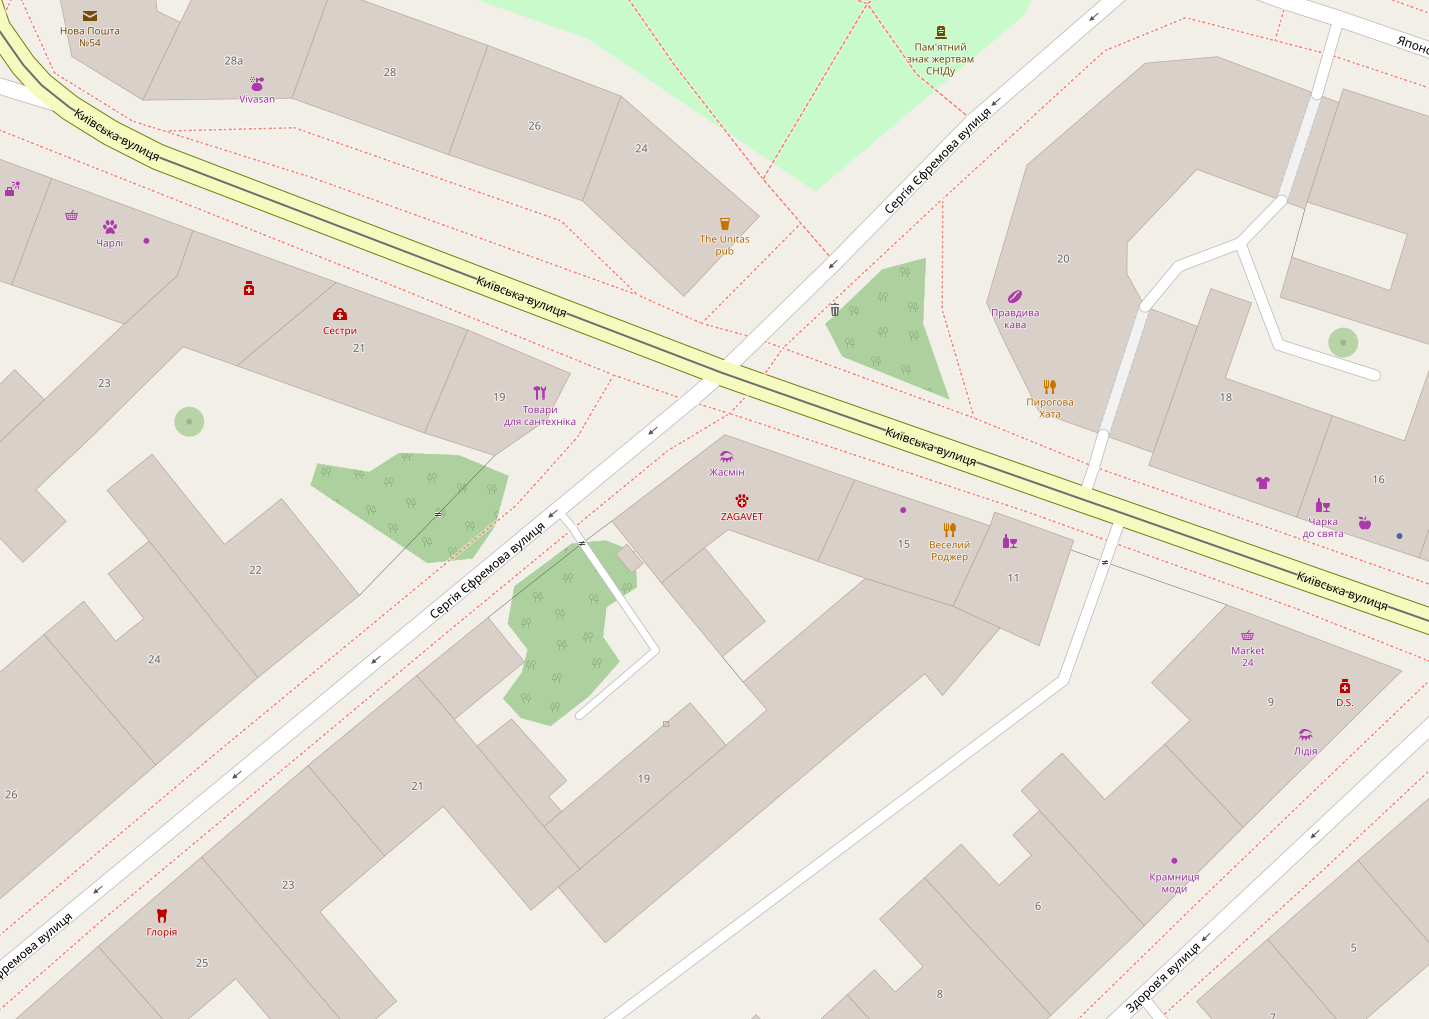 Нова Пошта
№54
28а
Vivasan
28
26
24
Пам'ятний
знак жертвам
СНІДу
Київська вулиця
Сергія Єфремова вулиця
The Unitas
pub
Чарлі
Київська вулиця
Сестри
21
23
19
Товари
для сантехніка
20
Правдива
кава
Пирогова
Хата
18
16
Київська вулиця
Жасмін
ZAGAVET
15
Веселий
Роджер
11
Чарка
до свята
Київська вулиця
22
24
26
Сергія Єфремова вулиця
Market
24
9
D.S.
Лідія
21
19
23
25
Глорія
Крамниця
моди
6
8
5
7
Здоров'я вулиця